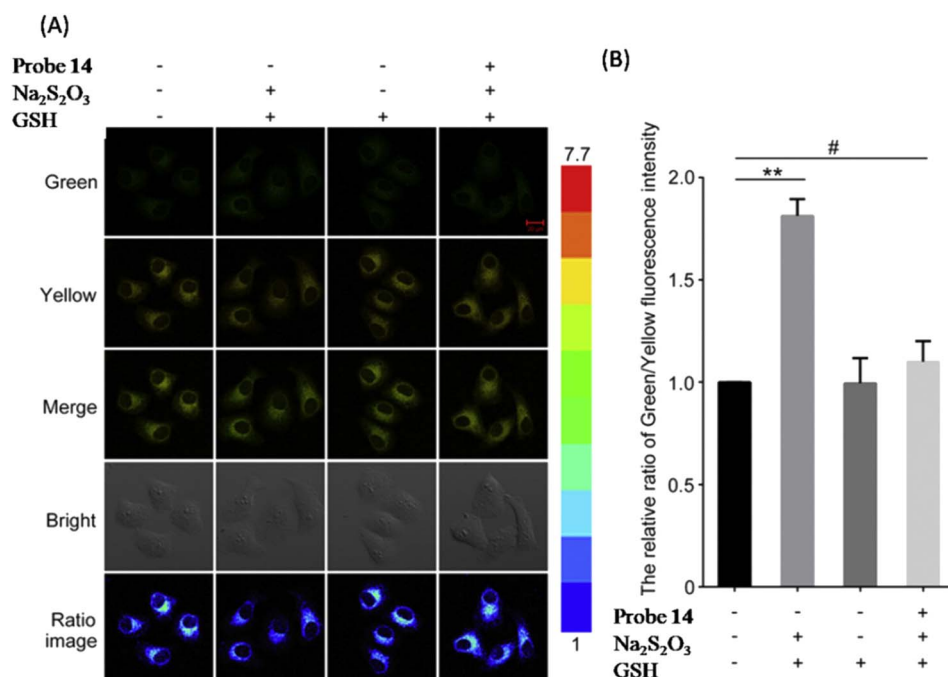 (A)
Probe 14 - - - +
Na₂S₂O₃ - + - +
GSH - + + +
Green
Yellow
Merge
Bright
Ratio
image
7.7
1
(B)
The relative ratio of Green/Yellow fluorescence intensity
2.0
1.5
1.0
0.5
0
#
**
Probe 14 - - - +
Na₂S₂O₃ - + - +
GSH - + + +